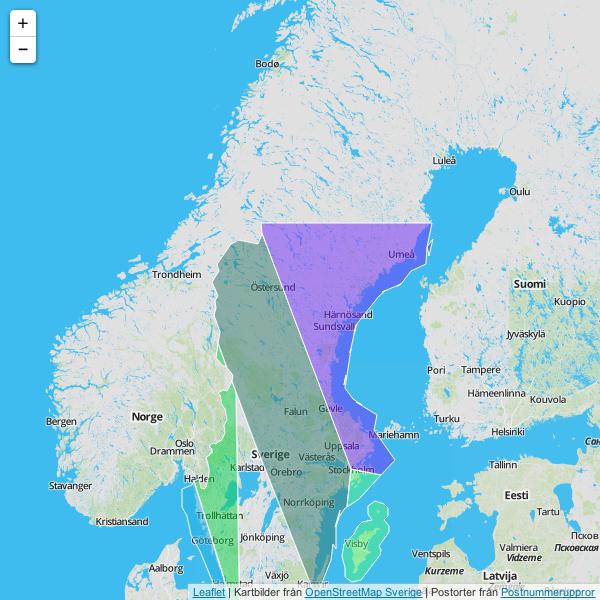 +
−
Bodø
Luleå
Oulu
Umeå
Trondheim
Östersund
Suomi
Kuopio
Härnösand
Sundsvall
Jyväskylä
Pori
Tampere
Hämeenlinna
Kouvola
Falun
Gävle
Norge
Bergen
Turku
Helsinki
Oslo
Mariehamn
Drammen
Uppsala
Sverige
Västerås
Karlstad
Örebro
Stockholm
Tallinn
Halden
Stavanger
Eesti
Norrköping
Tartu
Trollhättan
Kristiansand
Göteborg
Jönköping
Visby
Псков
Valmiera
Псковская
Ventspils
Vidzeme
Aalborg
Kurzeme
Växjö
Latvija
Halmstad
Kalmar
Leaflet | Kartbilder från OpenStreetMap Sverige | Postorter från Postnummeruppror